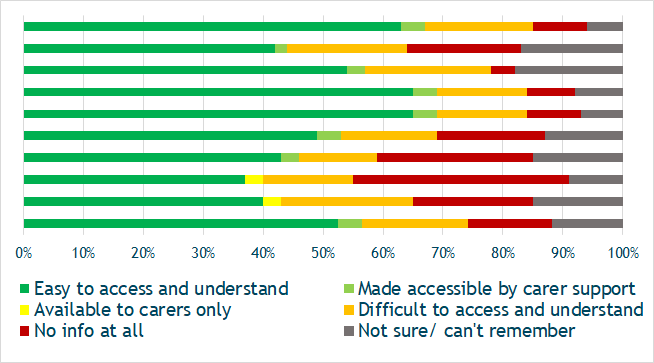 0% 10% 20% 30% 40% 50% 60% 70% 80% 90% 100%
Easy to access and understand Made accessible by carer support
Available to carers only Difficult to access and understand
No info at all Not sure/ can't remember